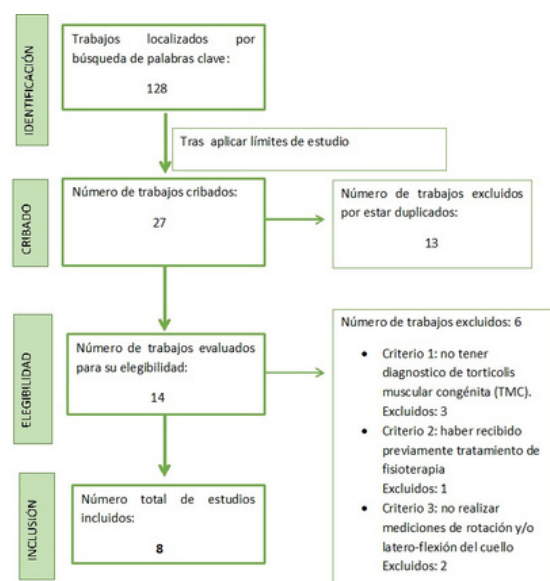 IDENTIFICACIÓN
Trabajos localizados por
búsqueda de palabras clave:
128
Tras aplicar límites de estudio
CRIBADO
Número de trabajos cribados:
27
Número de trabajos excluidos
por estar duplicados:
13
ELEGIBILIDAD
Número de trabajos evaluados
para su elegibilidad:
14
Número de trabajos excluidos: 6
• Criterio 1: no tener
diagnostico de torticolis
muscular congénita (TMC).
Excluidos: 3
• Criterio 2: haber recibido
previamente tratamiento de
fisioterapia
Excluidos: 1
• Criterio 3: no realizar
mediciones de rotación y/o
latero-flexión del cuello
Excluidos: 2
INCLUSIÓN
Número total de estudios
incluidos:
8